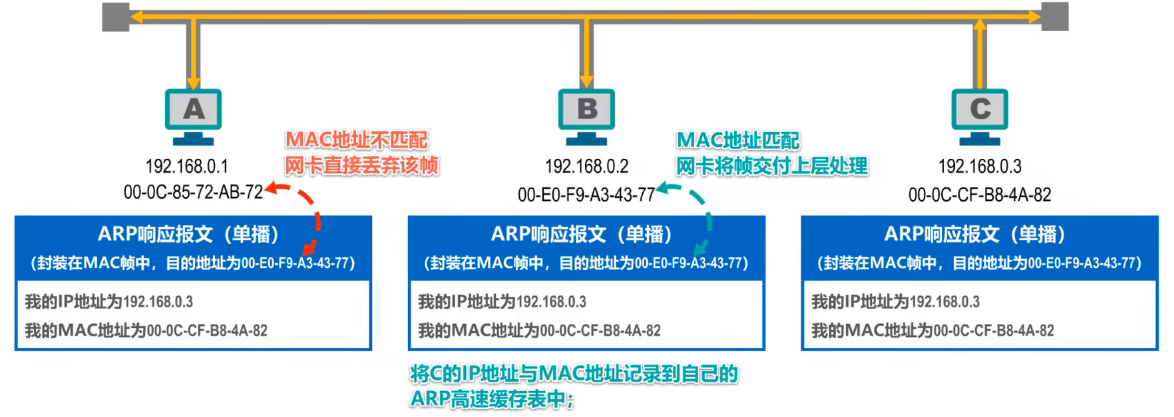 A
B
C
MAC地址不匹配
网卡直接丢弃该帧
MAC地址匹配
网卡将帧交付上层处理
192.168.0.1
00-0C-85-72-AB-72
192.168.0.2
00-E0-F9-A3-43-77
192.168.0.3
00-0C-CF-B8-4A-82
ARP响应报文（单播）
（封装在MAC帧中，目的地址为00-E0-F9-A3-43-77）
我的IP地址为192.168.0.3
我的MAC地址为00-0C-CF-B8-4A-82
ARP响应报文（单播）
（封装在MAC帧中，目的地址为00-E0-F9-A3-43-77）
我的IP地址为192.168.0.3
我的MAC地址为00-0C-CF-B8-4A-82
ARP响应报文（单播）
（封装在MAC帧中，目的地址为00-E0-F9-A3-43-77）
我的IP地址为192.168.0.3
我的MAC地址为00-0C-CF-B8-4A-82
将C的IP地址与MAC地址记录到自己的
ARP高速缓存表中；